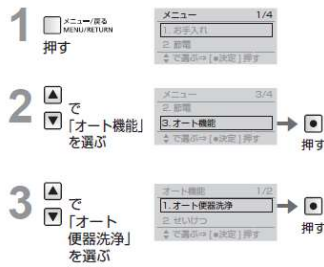 1
メニュー/戻る
MENU/RETURN
押す
メニュー 1/4
1. お手入れ
2. 節電
で選ぶ⇒[●決定]押す
2
で
「オート機能」
を選ぶ
メニュー 3/4
2. 節電
3. オート機能
で選ぶ⇒[●決定]押す
押す
3
で
「オート
便器洗浄」
を選ぶ
オート機能 1/2
1. オート便器洗浄
2. せいけつ
で選ぶ⇒[●決定]押す
押す